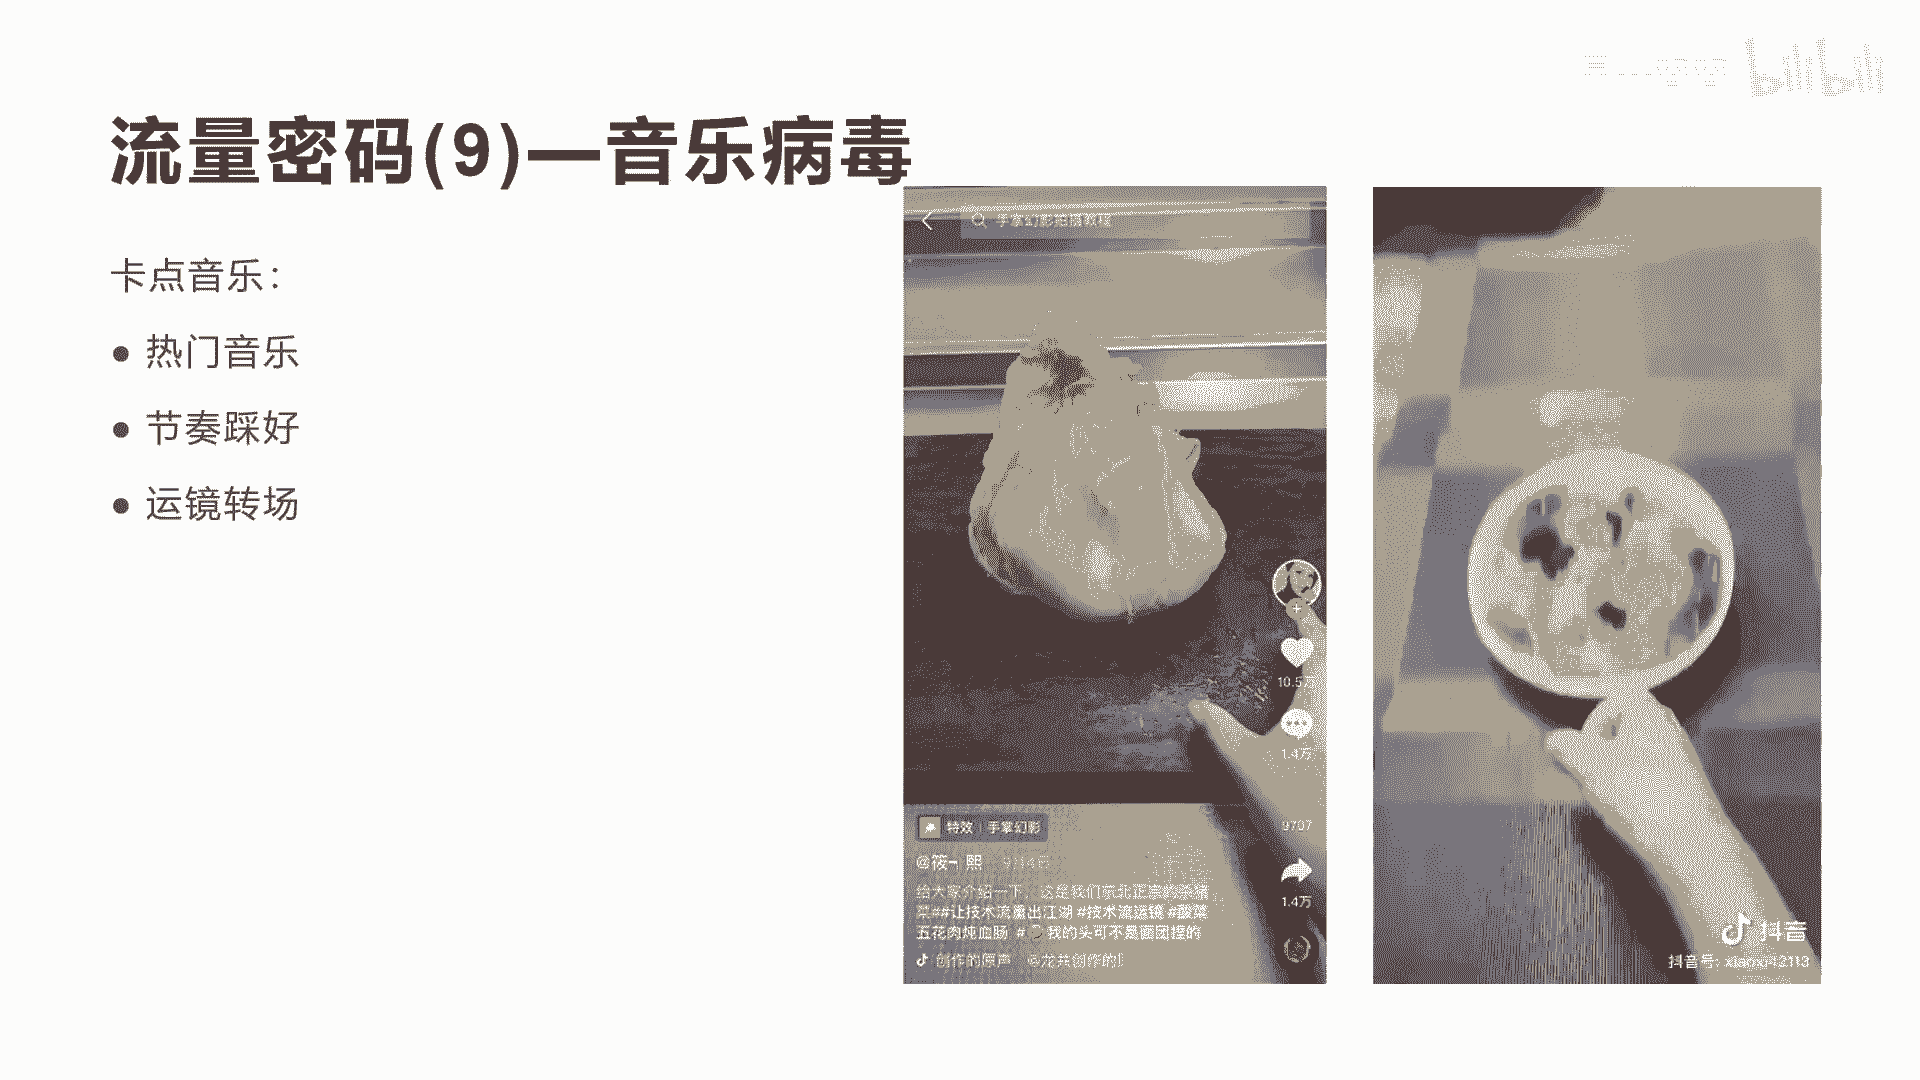 bilibili
流量密码(9)—音乐病毒
卡点音乐：
● 热门音乐
● 节奏踩好
● 运镜转场
手掌幻影拍摄教程
10.5万
1.4万
9707
1.4万
特效 | 手掌幻影
@筱¬ 熙
给大家介绍一下，这是我们东北正宗的杀猪
菜##让技术流重出江湖 #技术流运镜 #酸菜
五花肉炖血肠 # 我的头可不是面团捏的
创作的原声
抖音
抖音号：